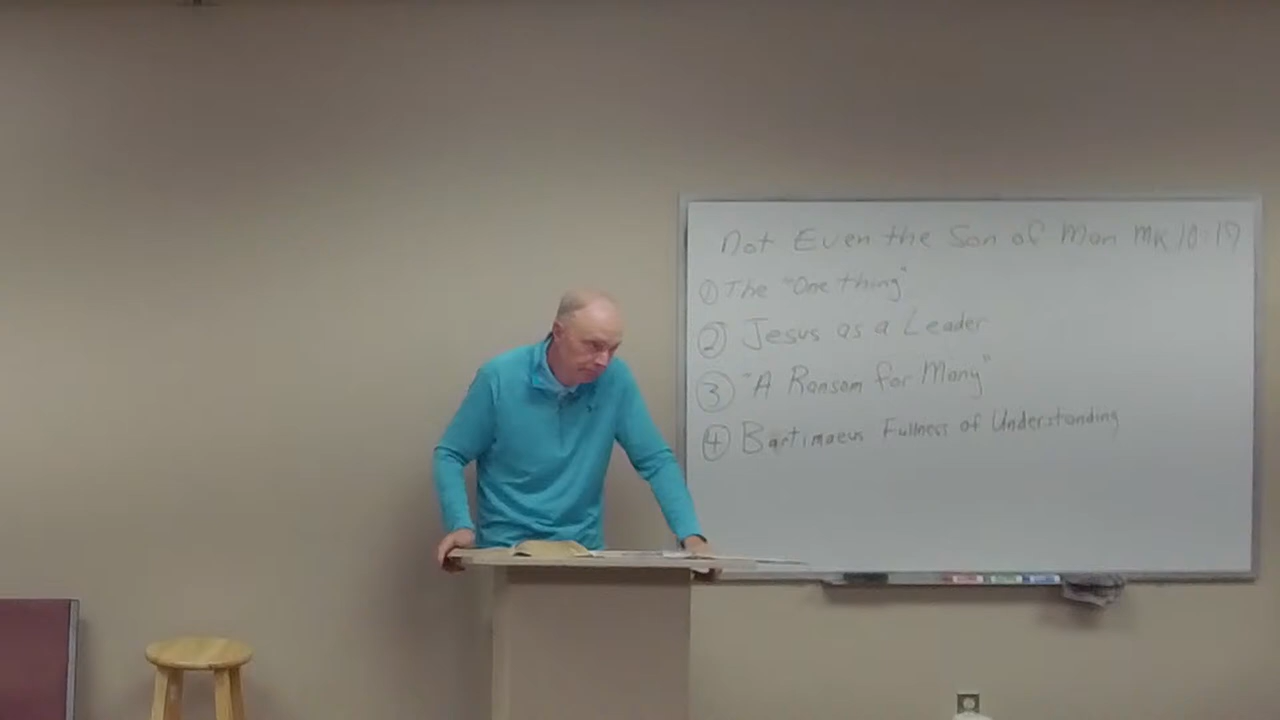 Not Even the Son of Man Mk 10:17
① The "One thing"
② Jesus as a Leader
③ "A Ransom for Many"
④ Bartimaeus Fullness of Understanding